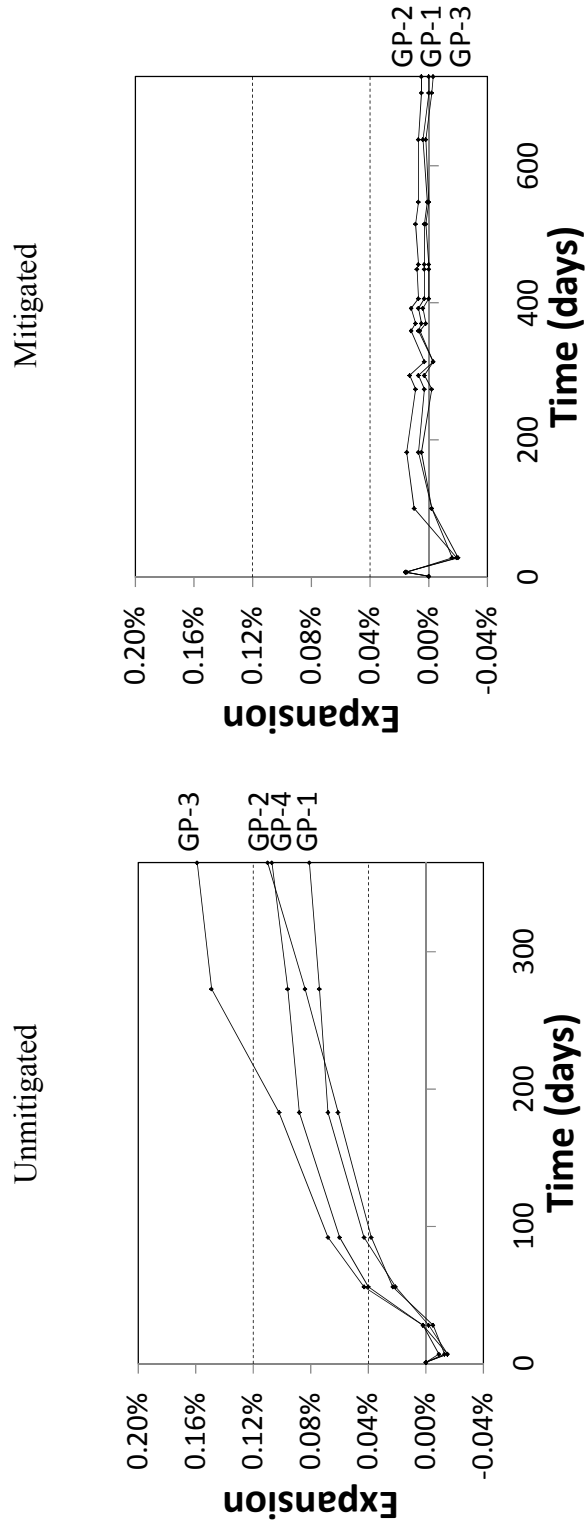 Unmitigated
0.20%
0.16%
0.12%
0.08%
0.04%
0.00%
-0.04%
Expansion
0
100
200
300
Time (days)
GP-3
GP-2
GP-4
GP-1
Mitigated
0.20%
0.16%
0.12%
0.08%
0.04%
0.00%
-0.04%
Expansion
0
200
400
600
Time (days)
GP-2
GP-1
GP-3